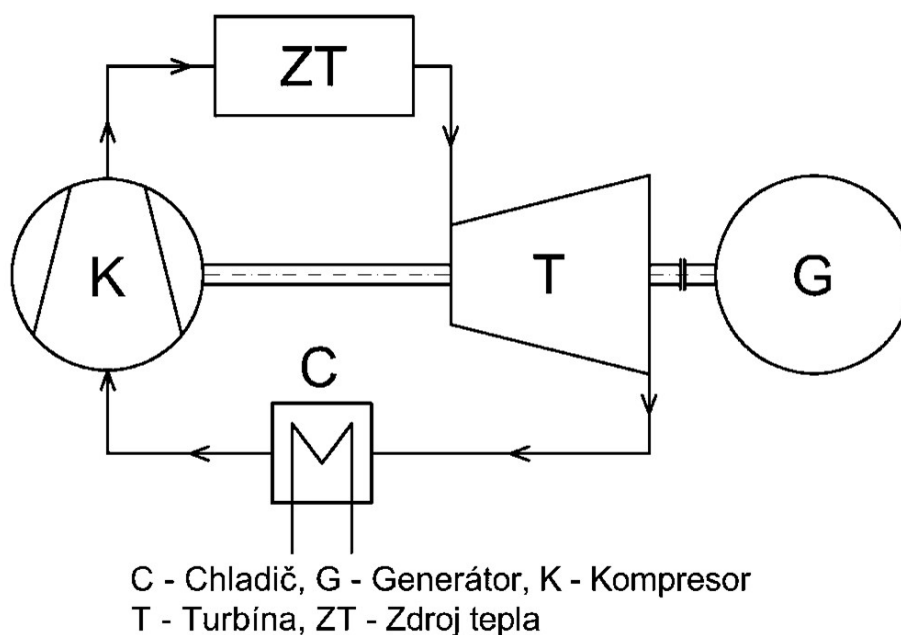 ZT
K
T
G
C
C - Chladič, G - Generátor, K - Kompresor
T - Turbína, ZT - Zdroj tepla